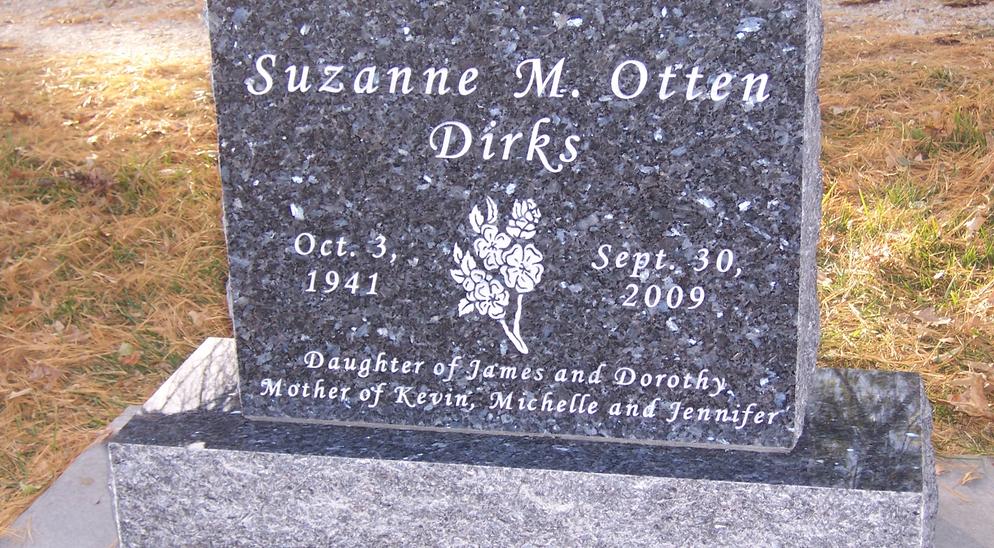 Suzanne M. Otten
Dirks
Oct. 3,
1941
Sept. 30,
2009
Daughter of James and Dorothy,
Mother of Kevin, Michelle and Jennifer